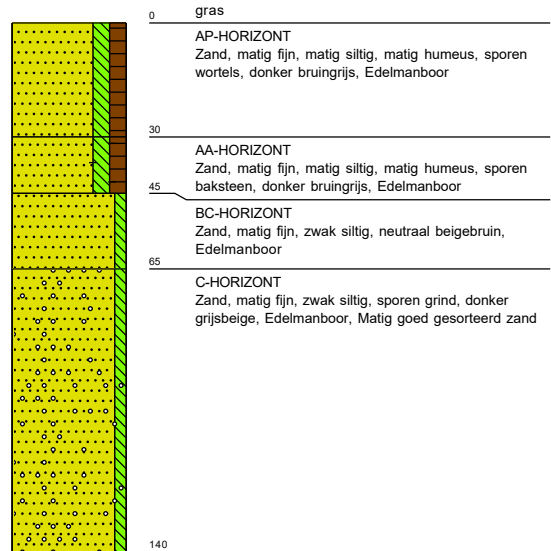 0
gras
AP-HORIZONT
Zand, matig fijn, matig siltig, matig humeus, sporen
wortels, donker bruingrijs, Edelmanboor
30
AA-HORIZONT
Zand, matig fijn, matig siltig, matig humeus, sporen
baksteen, donker bruingrijs, Edelmanboor
45
BC-HORIZONT
Zand, matig fijn, zwak siltig, neutraal beigebruin,
Edelmanboor
65
C-HORIZONT
Zand, matig fijn, zwak siltig, sporen grind, donker
grijsbeige, Edelmanboor, Matig goed gesorteerd zand
140